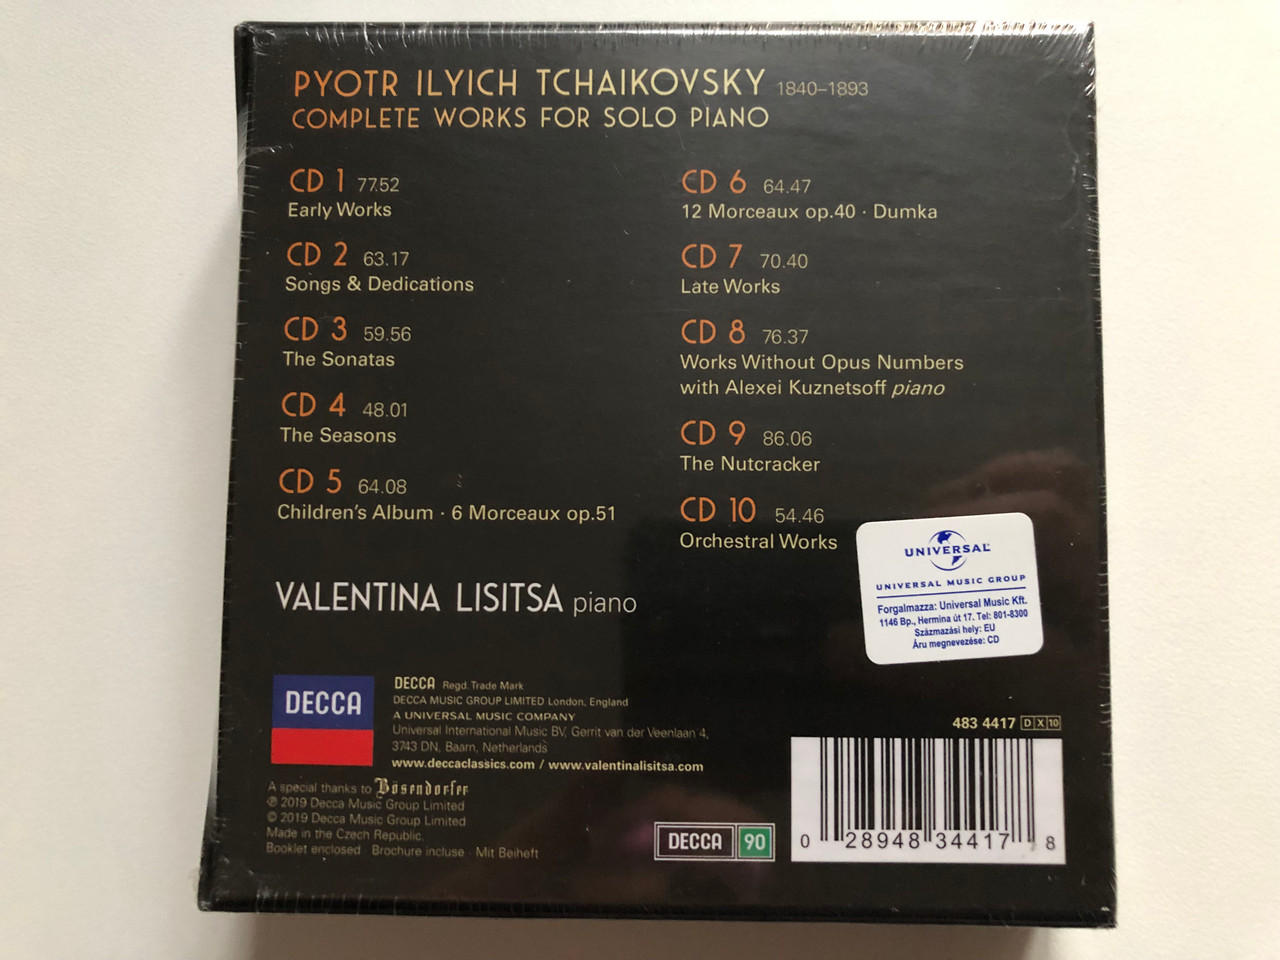 PYOTR ILYICH TCHAIKOVSKY 1840–1893
COMPLETE WORKS FOR SOLO PIANO
CD 1 77.52
Early Works
CD 2 63.17
Songs & Dedications
CD 3 59.56
The Sonatas
CD 4 48.01
The Seasons
CD 5 64.08
Children's Album · 6 Morceaux op.51
CD 6 64.47
12 Morceaux op.40 · Dumka
CD 7 70.40
Late Works
CD 8 76.37
Works Without Opus Numbers
with Alexei Kuznetsoff piano
CD 9 86.06
The Nutcracker
CD 10 54.46
Orchestral Works
VALENTINA LISITSA piano
UNIVERSAL
UNIVERSAL MUSIC GROUP
Forgalmazza: Universal Music Kft.
1146 Bp., Hermina út 17. Tel: 801-8300
Százmazási hely: EU
Áru megnevezése: CD
DECCA
DECCA Regd. Trade Mark
DECCA MUSIC GROUP LIMITED London, England
A UNIVERSAL MUSIC COMPANY
Universal International Music BV, Gerrit van der Veenlaan 4,
3743 DN, Baarn, Netherlands
www.deccaclassics.com / www.valentinalisitsa.com
A special thanks to Bösendorfer
℗ 2019 Decca Music Group Limited
© 2019 Decca Music Group Limited
Made in the Czech Republic.
Booklet enclosed · Brochure incluse · Mit Beiheft
DECCA 90
483 4417 D X 10
0 28948 34417 8